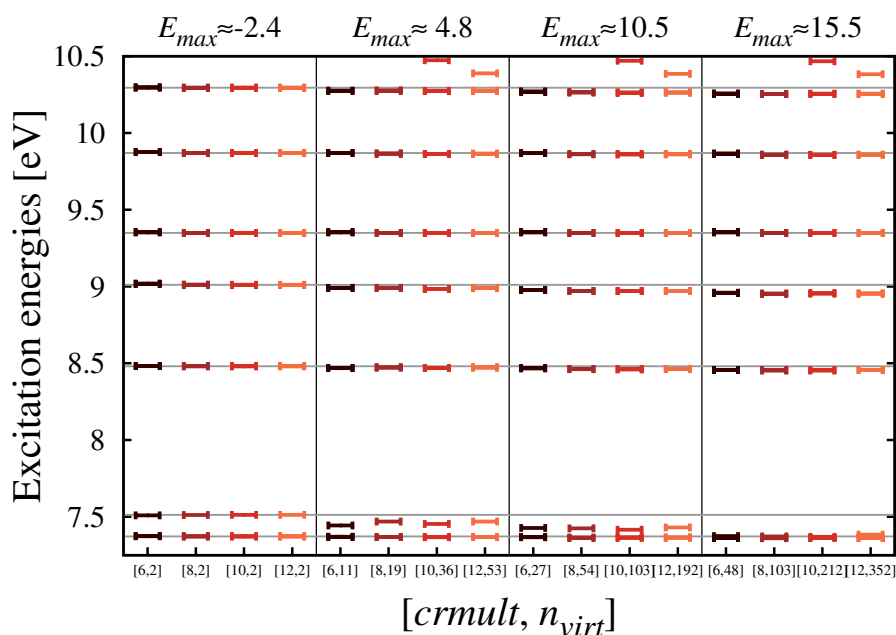 E_max≈-2.4 E_max≈ 4.8 E_max≈10.5 E_max≈15.5
Excitation energies [eV]
10.5
10
9.5
9
8.5
8
7.5
[6,2] [8,2] [10,2] [12,2] [6,11] [8,19] [10,36] [12,53] [6,27] [8,54] [10,103] [12,192] [6,48] [8,103] [10,212] [12,352]
[crmult, n_virt]